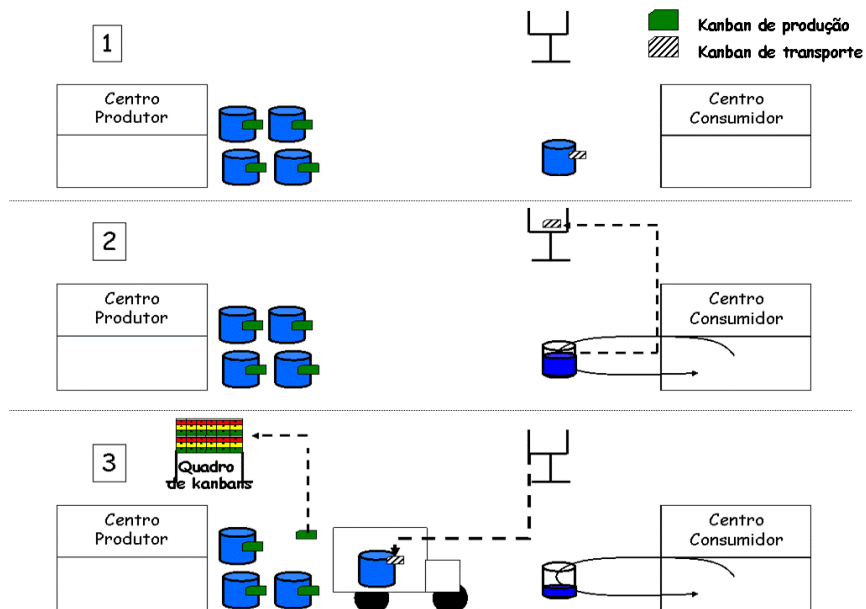 1
Kanban de produção
Kanban de transporte
Centro
Produtor
Centro
Consumidor
2
Centro
Produtor
Centro
Consumidor
3
Quadro
de kanbans
Centro
Produtor
Centro
Consumidor